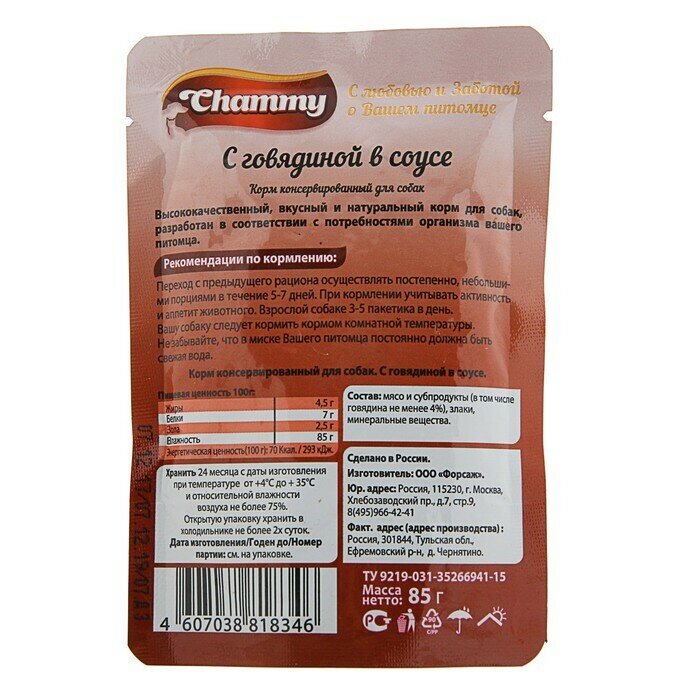 Chammy
С любовью и Заботой
о Вашем питомце
С говядиной в соусе
Корм консервированный для собак
Высококачественный, вкусный и натуральный корм для собак,
разработан в соответствии с потребностями организма вашего
питомца.
Рекомендации по кормлению:
Переход с предыдущего рациона осуществлять постепенно, небольши-
ми порциями в течение 5-7 дней. При кормлении учитывать активность
и аппетит животного. Взрослой собаке 3-5 пакетика в день.
Вашу собаку следует кормить кормом комнатной температуры.
Не забывайте, что в миске Вашего питомца постоянно должна быть
свежая вода.
Корм консервированный для собак. С говядиной в соусе.
Пищевая ценность 100г:
Жиры 4,5 г
Белки 7 г
Зола 2,5 г
Влажность 85 г
Энергетическая ценность(100 г): 70 Ккал. / 293 кДж.
Состав: мясо и субпродукты (в том числе
говядина не менее 4%), злаки,
минеральные вещества.
Хранить 24 месяца с даты изготовления
при температуре от +4°С до + 35°С
и относительной влажности
воздуха не более 75%.
Открытую упаковку хранить в
холодильнике не более 2х суток.
Дата изготовления/Годен до/Номер
партии: см. на упаковке.
Сделано в России.
Изготовитель: ООО «Форсаж».
Юр. адрес: Россия, 115230, г. Москва,
Хлебозаводский пр., д.7, стр.9,
8(495)966-42-41
Факт. адрес (адрес производства) :
Россия, 301844, Тульская обл.,
Ефремовский р-н, д. Чернятино.
ТУ 9219-031-35266941-15
Масса
нетто: 85 г
4 607038 818346
90
C/PP